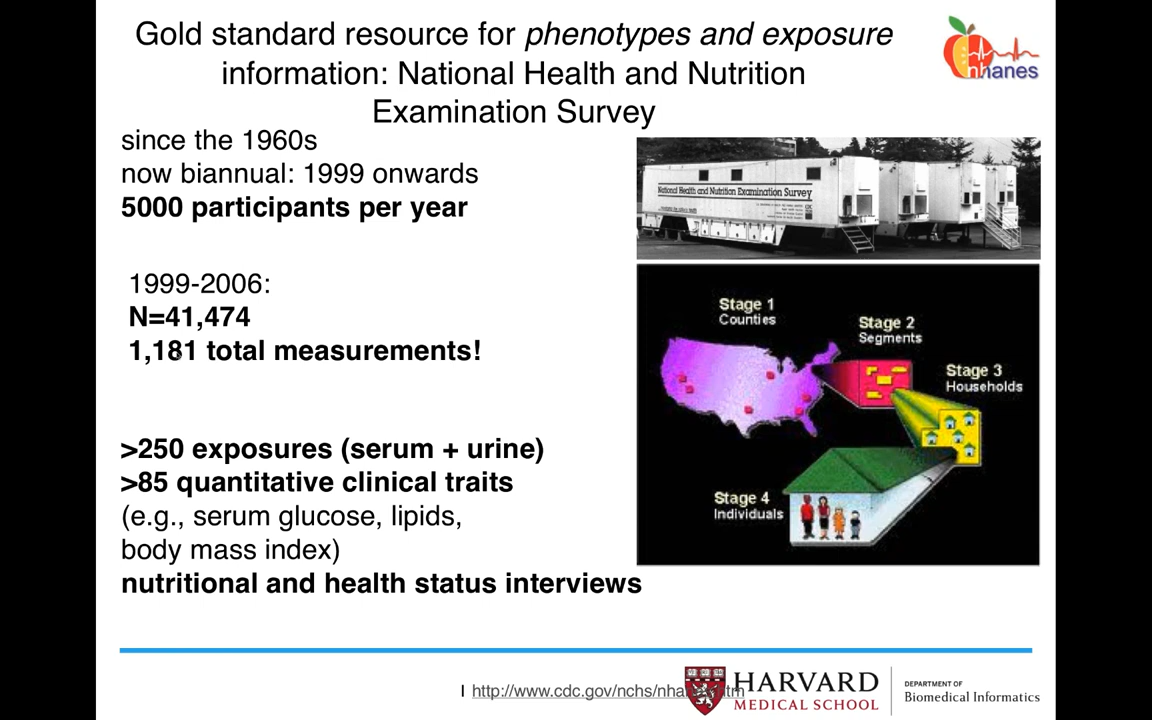 Gold standard resource for phenotypes and exposure
information: National Health and Nutrition
Examination Survey
nhanes
since the 1960s
now biannual: 1999 onwards
5000 participants per year
National Health and Nutrition Examination Survey
1999-2006:
N=41,474
1,181 total measurements!
Stage 1
Counties
Stage 2
Segments
Stage 3
Households
Stage 4
Individuals
>250 exposures (serum + urine)
>85 quantitative clinical traits
(e.g., serum glucose, lipids,
body mass index)
nutritional and health status interviews
http://www.cdc.gov/nchs/nhanes.htm
HARVARD
MEDICAL SCHOOL
DEPARTMENT OF
Biomedical Informatics